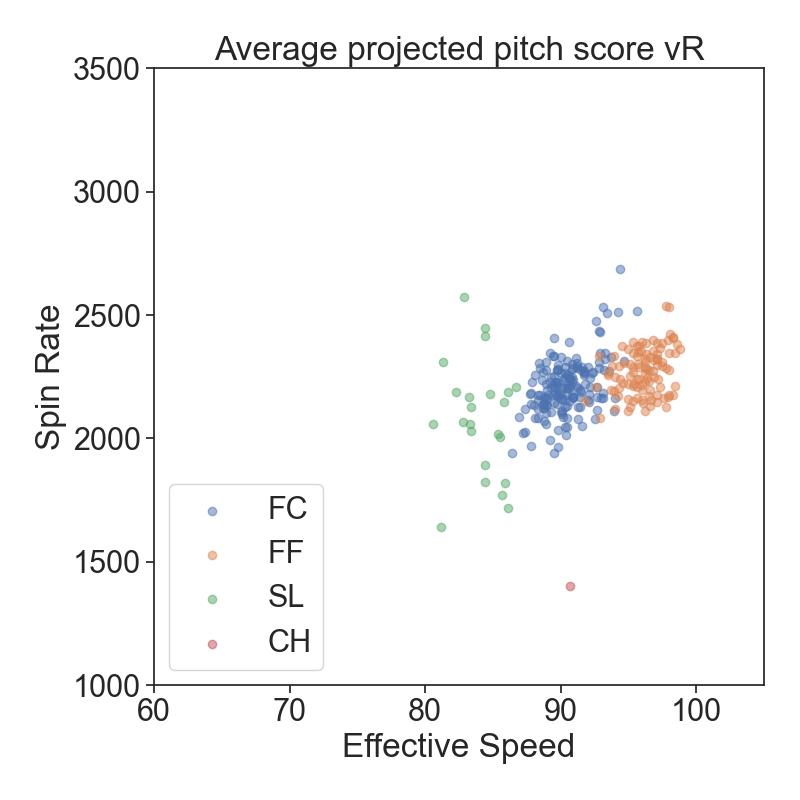 Average projected pitch score vR
3500
3000
2500
2000
1500
1000
Spin Rate
FC
FF
SL
CH
60 70 80 90 100
Effective Speed